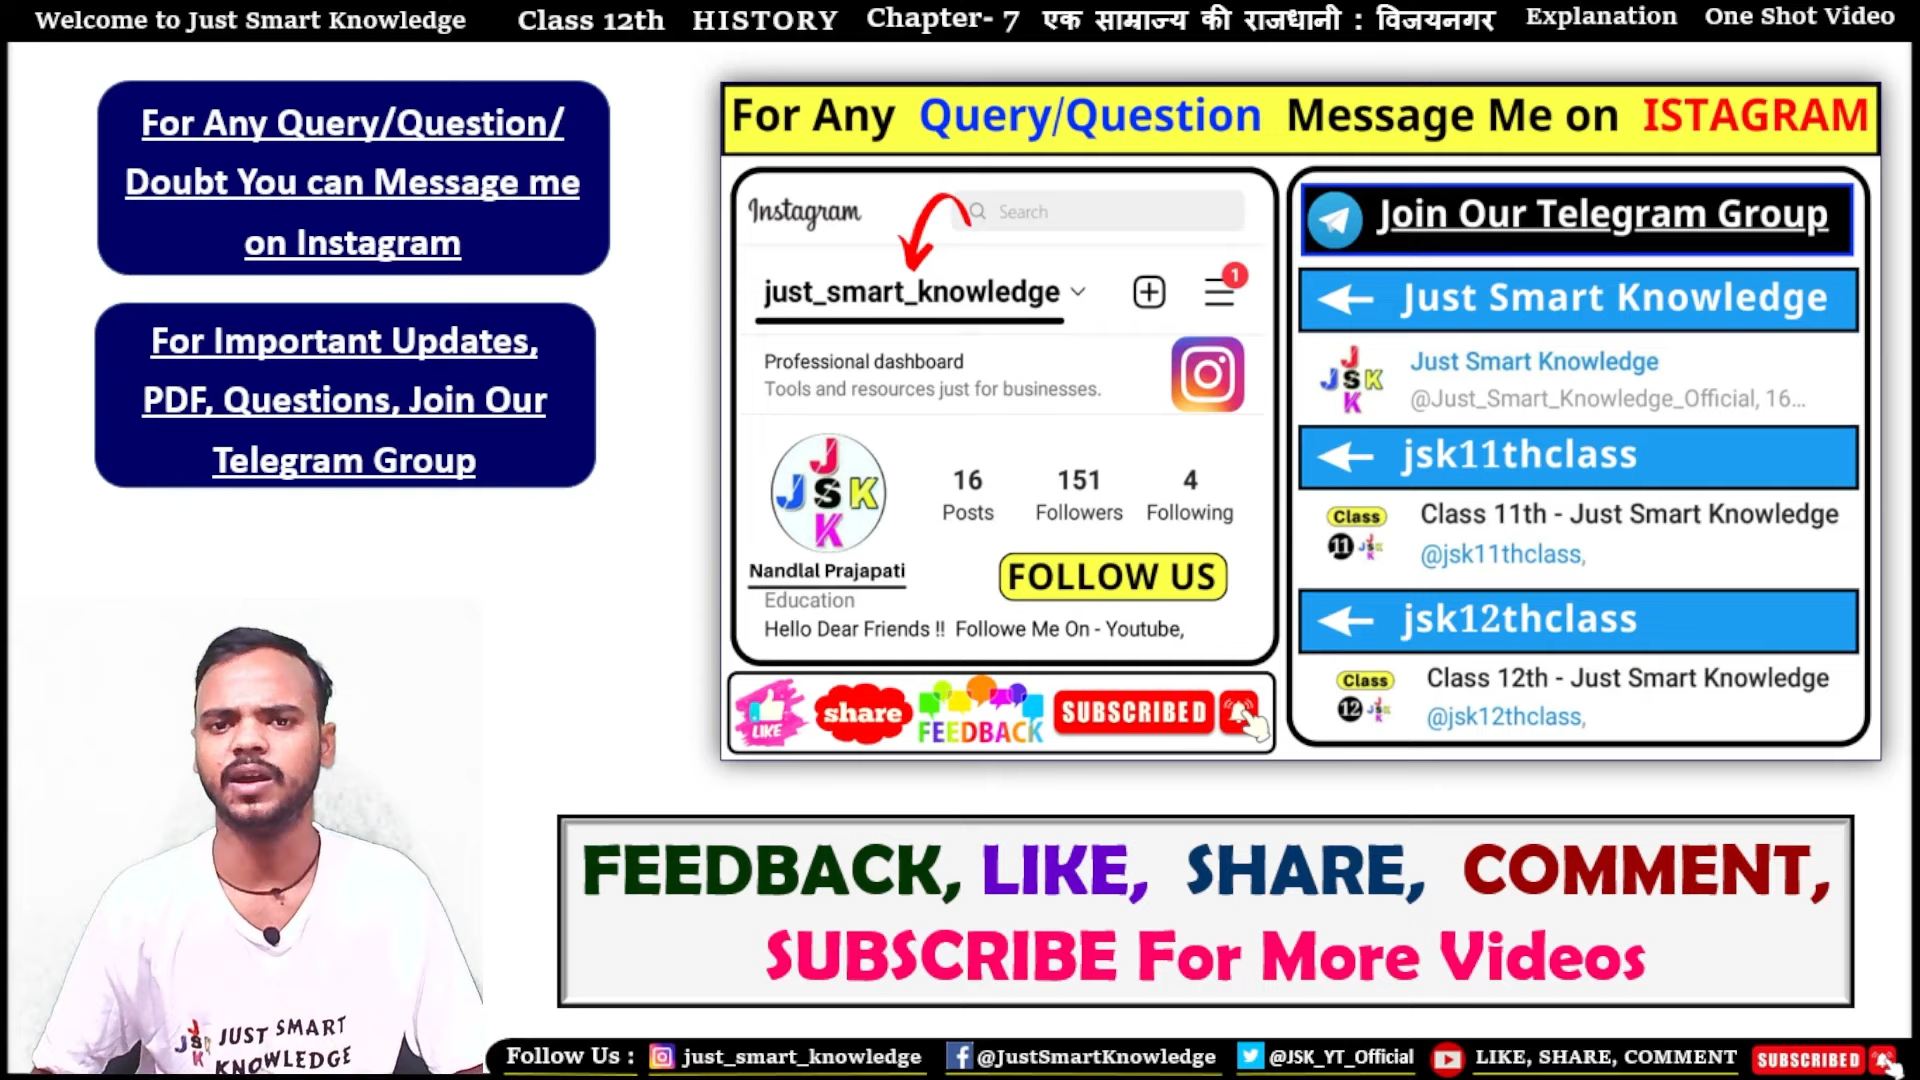 Welcome to Just Smart Knowledge Class 12th HISTORY Chapter- 7 एक साम्राज्य की राजधानी : विजयनगर Explanation One Shot Video
For Any Query/Question/
Doubt You can Message me
on Instagram
For Important Updates,
PDF, Questions, Join Our
Telegram Group
For Any Query/Question Message Me on ISTAGRAM
Instagram
Search
just_smart_knowledge
1
Professional dashboard
Tools and resources just for businesses.
J
J S K
K
16 151 4
Posts Followers Following
Nandlal Prajapati
FOLLOW US
Education
Hello Dear Friends !! Followe Me On - Youtube,
LIKE
share
FEEDBACK
SUBSCRIBED
Join Our Telegram Group
Just Smart Knowledge
J
J S K
K
Just Smart Knowledge
@Just_Smart_Knowledge_Official, 16...
jsk11thclass
Class
11
Class 11th - Just Smart Knowledge
@jsk11thclass,
jsk12thclass
Class
12
Class 12th - Just Smart Knowledge
@jsk12thclass,
FEEDBACK, LIKE, SHARE, COMMENT,
SUBSCRIBE For More Videos
JUST SMART
KNOWLEDGE
Follow Us : just_smart_knowledge @JustSmartKnowledge @JSK_YT_Official LIKE, SHARE, COMMENT SUBSCRIBED